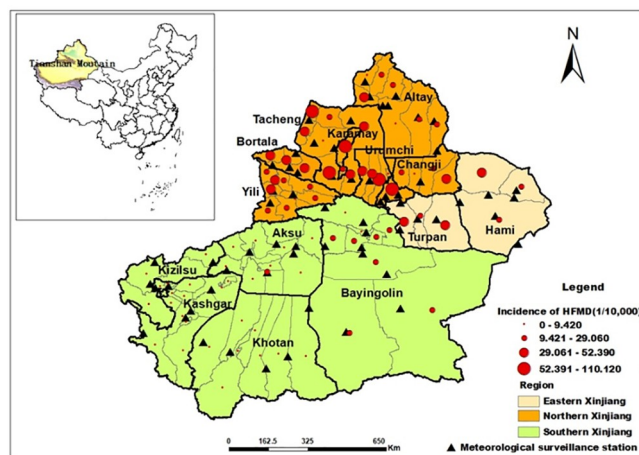 Tianshan Moutain
N
Altay
Tacheng
Karamay
Urumchi
Bortala
Changji
Yili
Hami
Turpan
Aksu
Kizilsu
Kashgar
Bayingolin
Khotan
Legend
Incidence of HFMD(1/10,000)
0 - 9.420
9.421 - 29.060
29.061 - 52.390
52.391 - 110.120
Region
Eastern Xinjiang
Northern Xinjiang
Southern Xinjiang
Meteorological surveillance station
0 162.5 325 650
Km